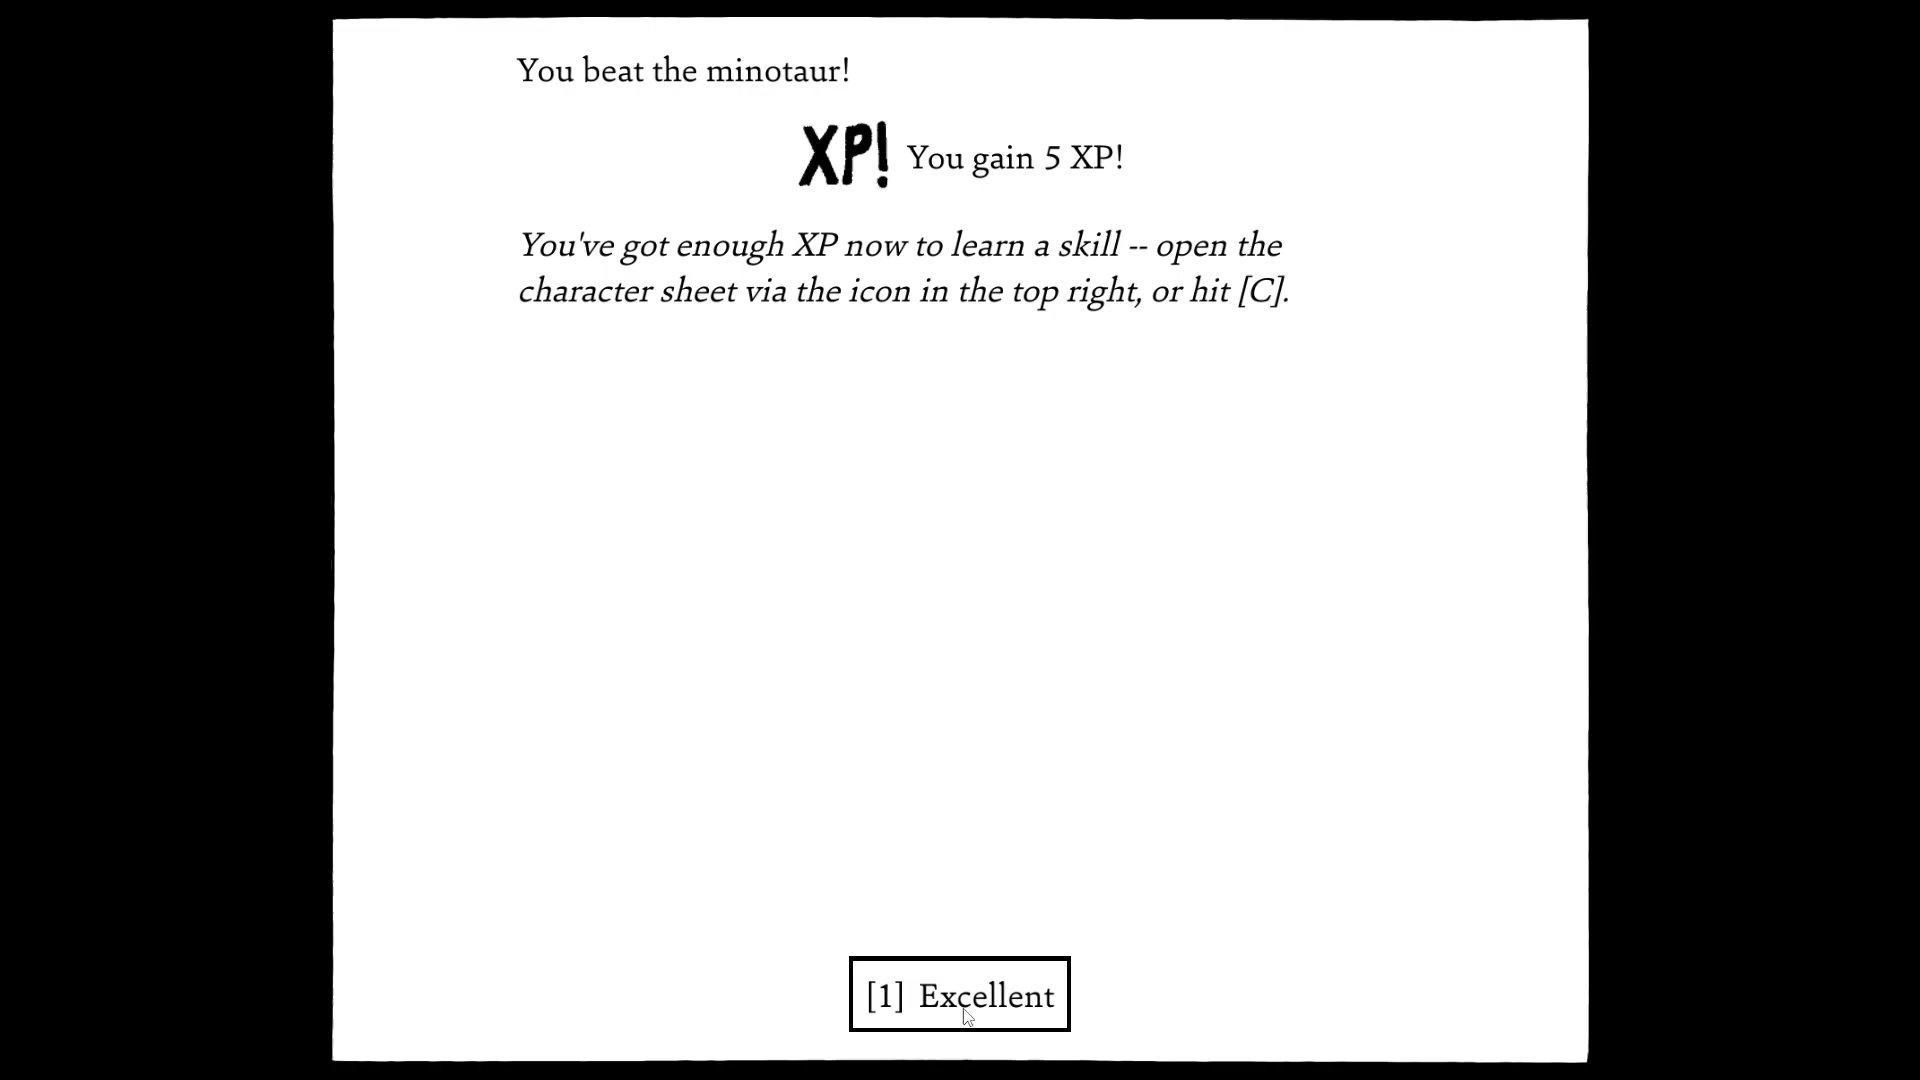 You beat the minotaur!
XP! You gain 5 XP!
You've got enough XP now to learn a skill -- open the
character sheet via the icon in the top right, or hit [C].
[1] Excellent